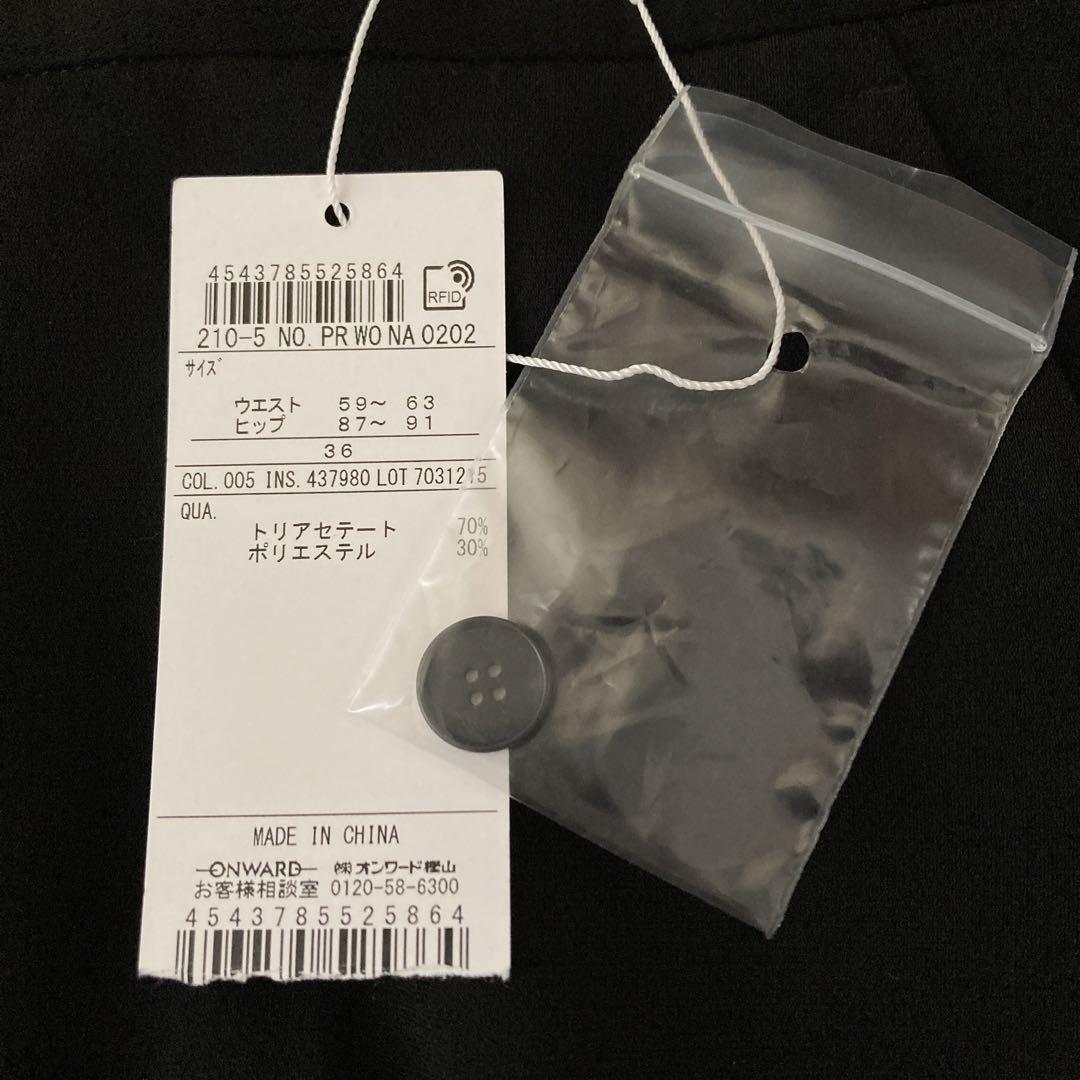 4543785525864
RFID
210-5 NO. PR WO NA 0202
サイズ
ウエスト 59～ 63
ヒップ 87～ 91
36
COL. 005 INS. 437980 LOT 7031215
QUA.
トリアセテート 70%
ポリエステル 30%
MADE IN CHINA
ONWARD ㈱オンワード樫山
お客様相談室 0120-58-6300
4543785525864